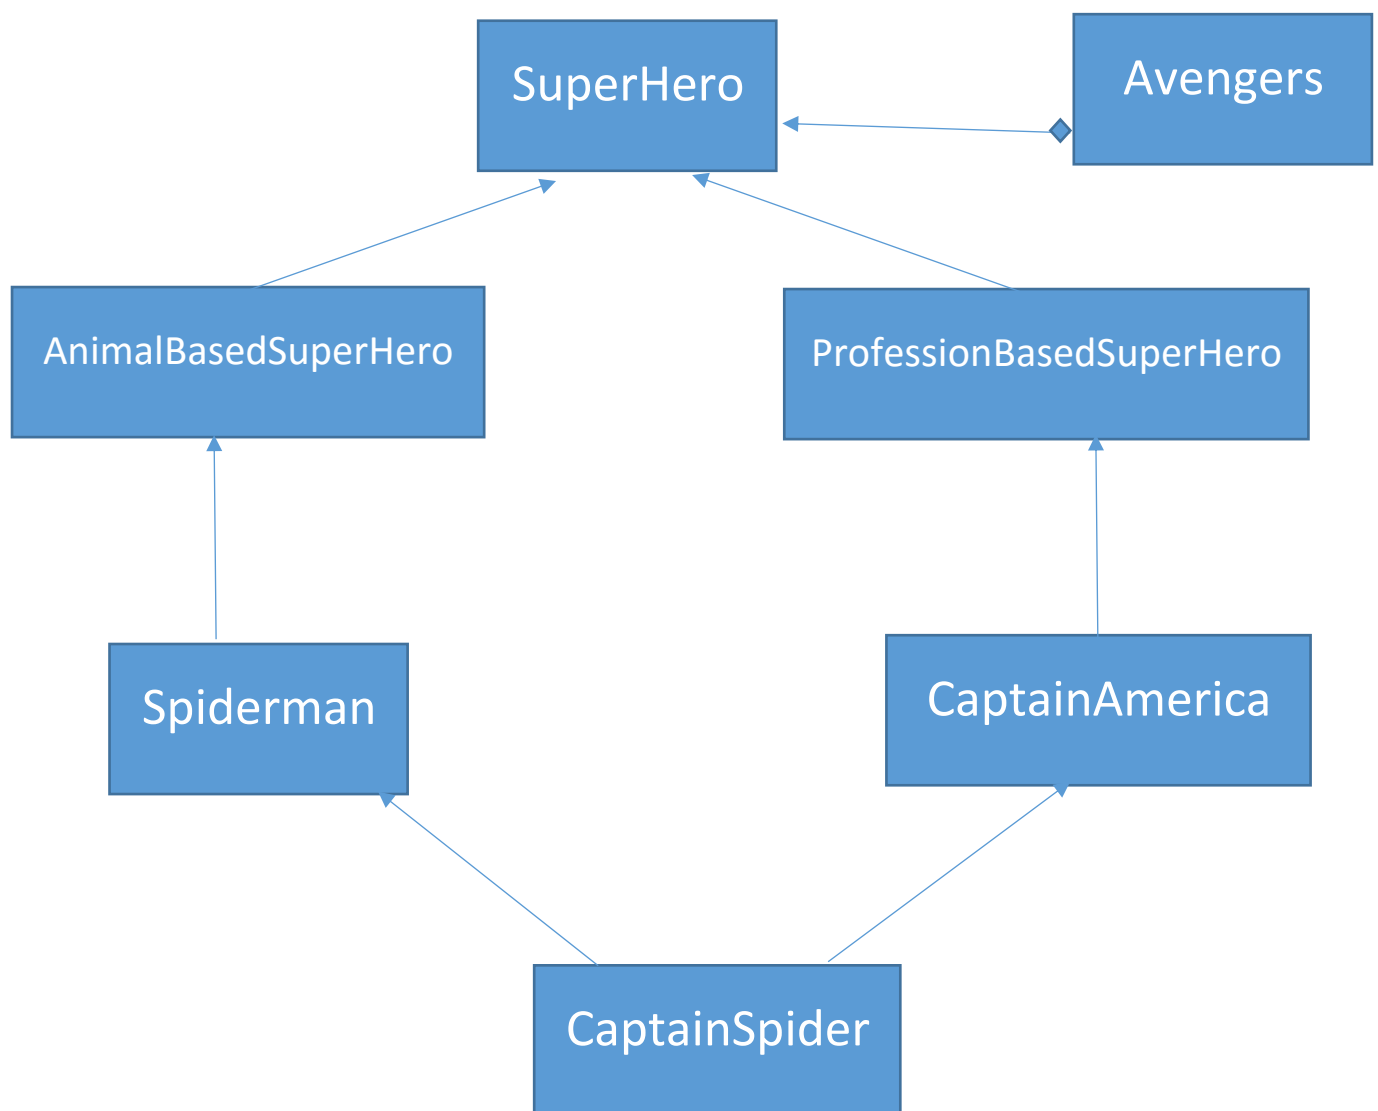 SuperHero
Avengers
AnimalBasedSuperHero
ProfessionBasedSuperHero
Spiderman
CaptainAmerica
CaptainSpider